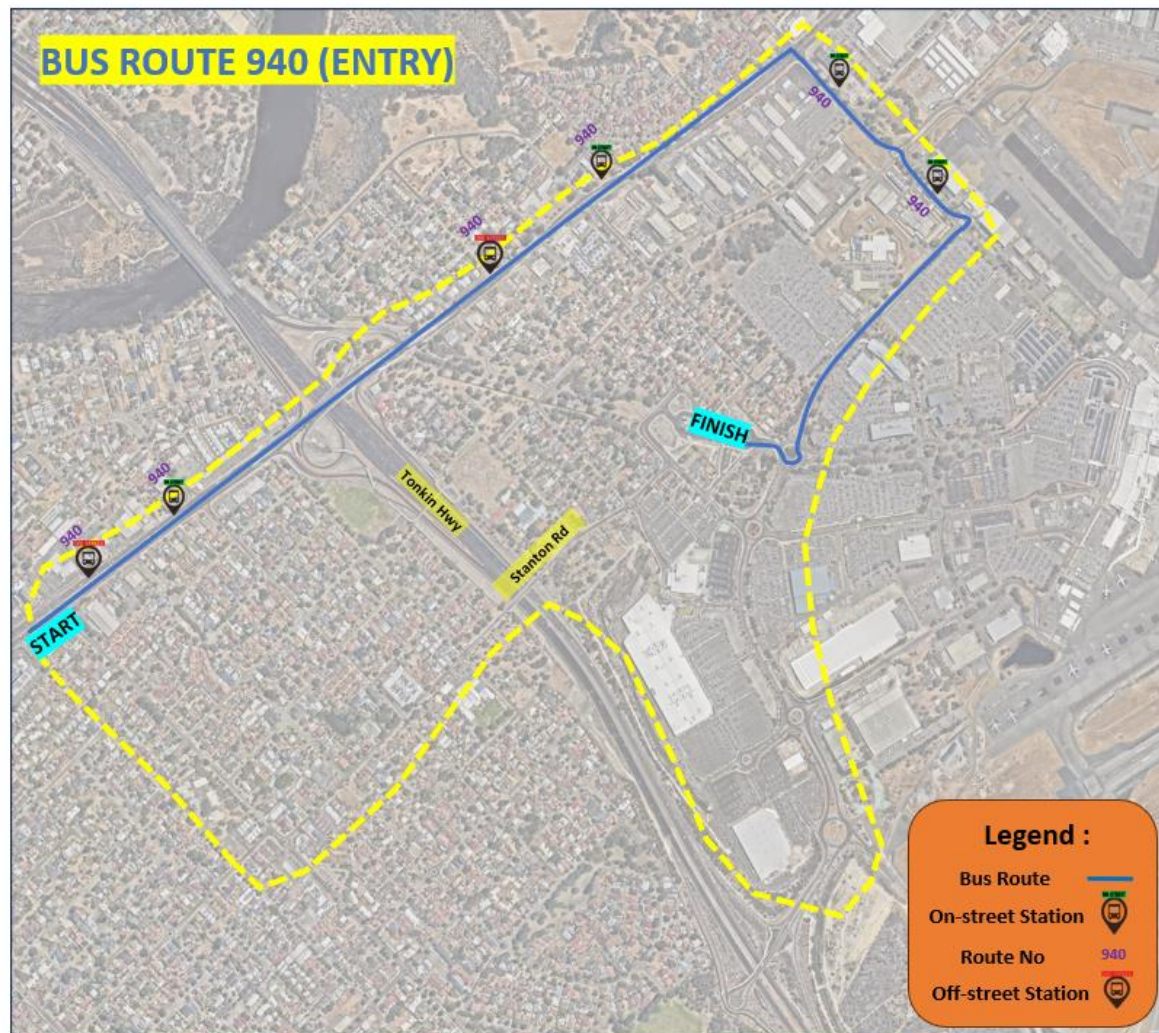 BUS ROUTE 940 (ENTRY)
940
940
940
940
940
940
FINISH
Tonkin Hwy
Stanton Rd
START
Legend :
Bus Route
On-street Station
Route No 940
Off-street Station